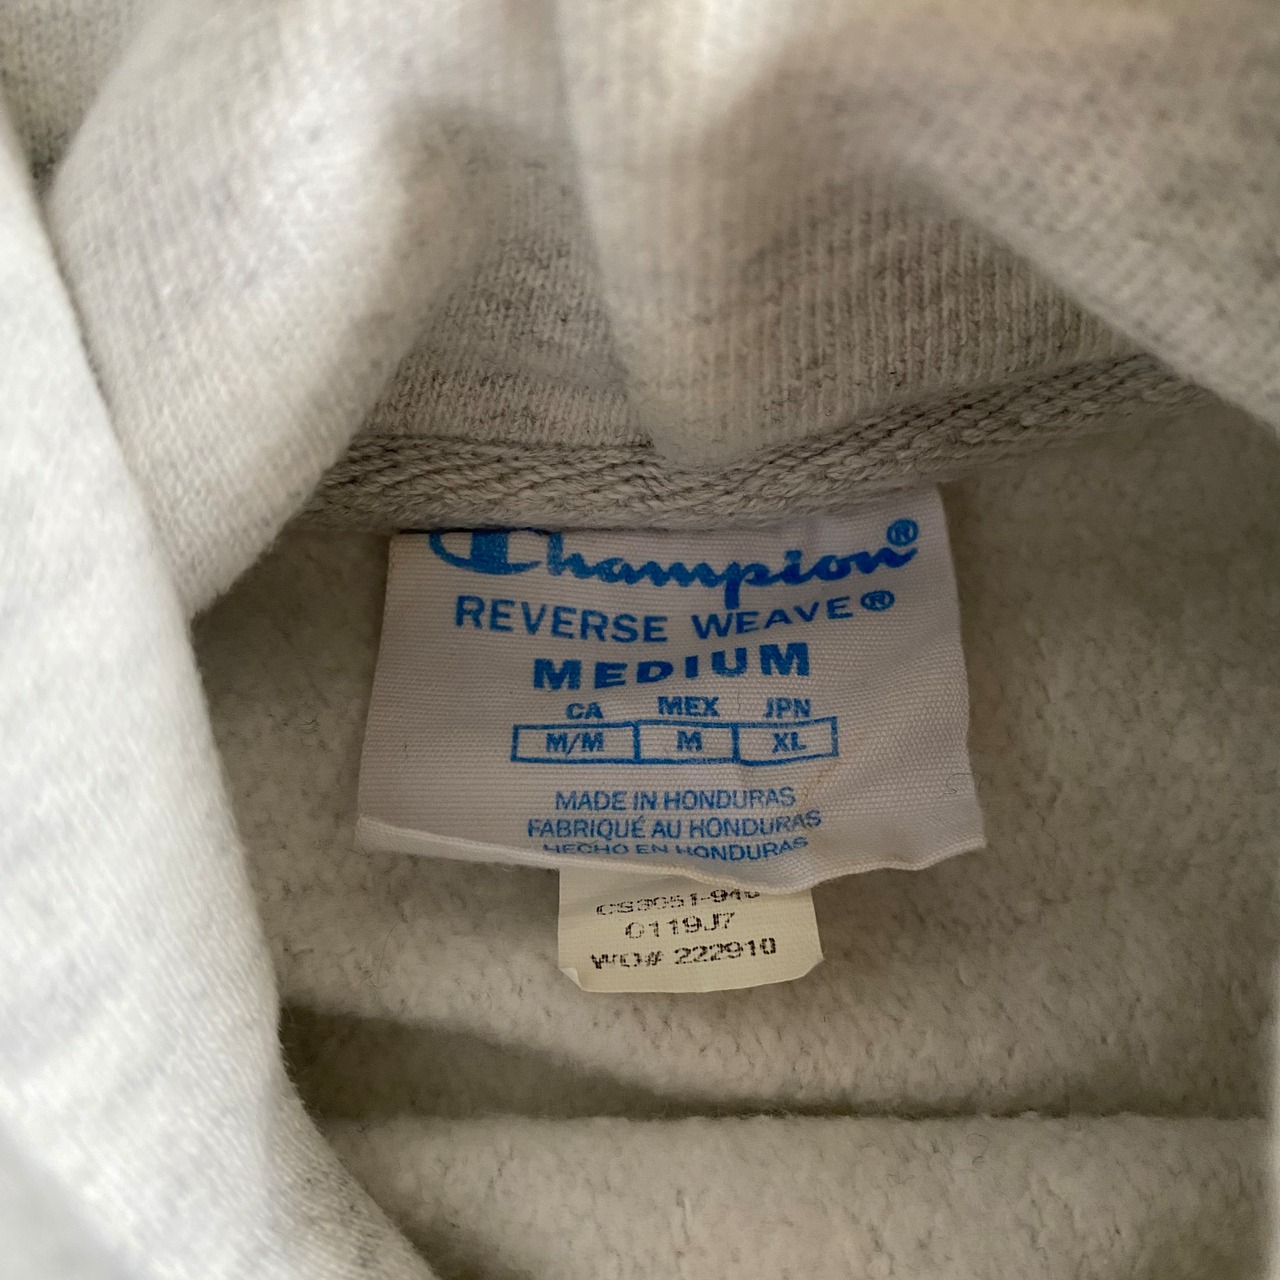 Champion®
REVERSE WEAVE®
MEDIUM
CA MEX JPN
M/M M XL
MADE IN HONDURAS
FABRIQUÉ AU HONDURAS
HECHO EN HONDURAS
0119J7
WO# 222910